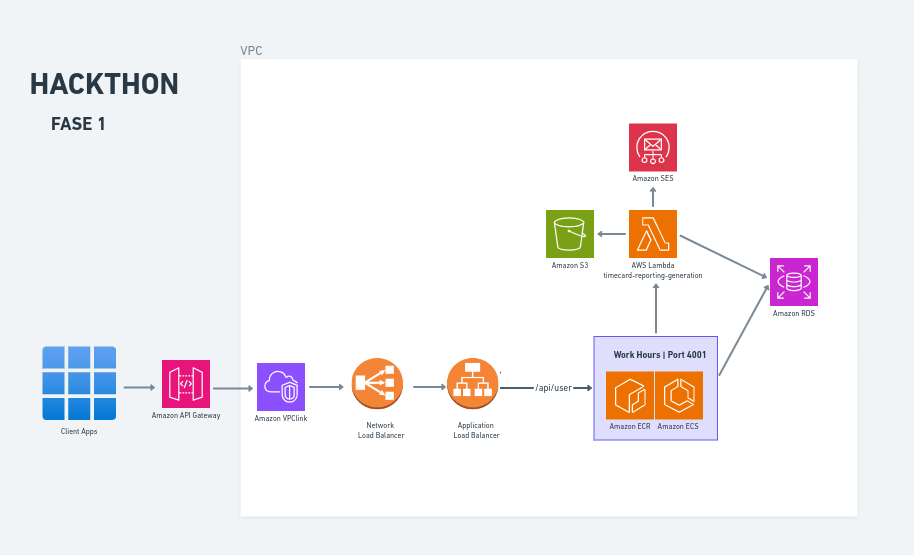 VPC
HACKTHON
FASE 1
Amazon SES
Amazon S3
AWS Lambda
timecard-reporting-generation
Amazon RDS
Work Hours | Port 4001
/api/user
Amazon ECR
Amazon ECS
Client Apps
Amazon API Gateway
Amazon VPClink
Network
Load Balancer
Application
Load Balancer